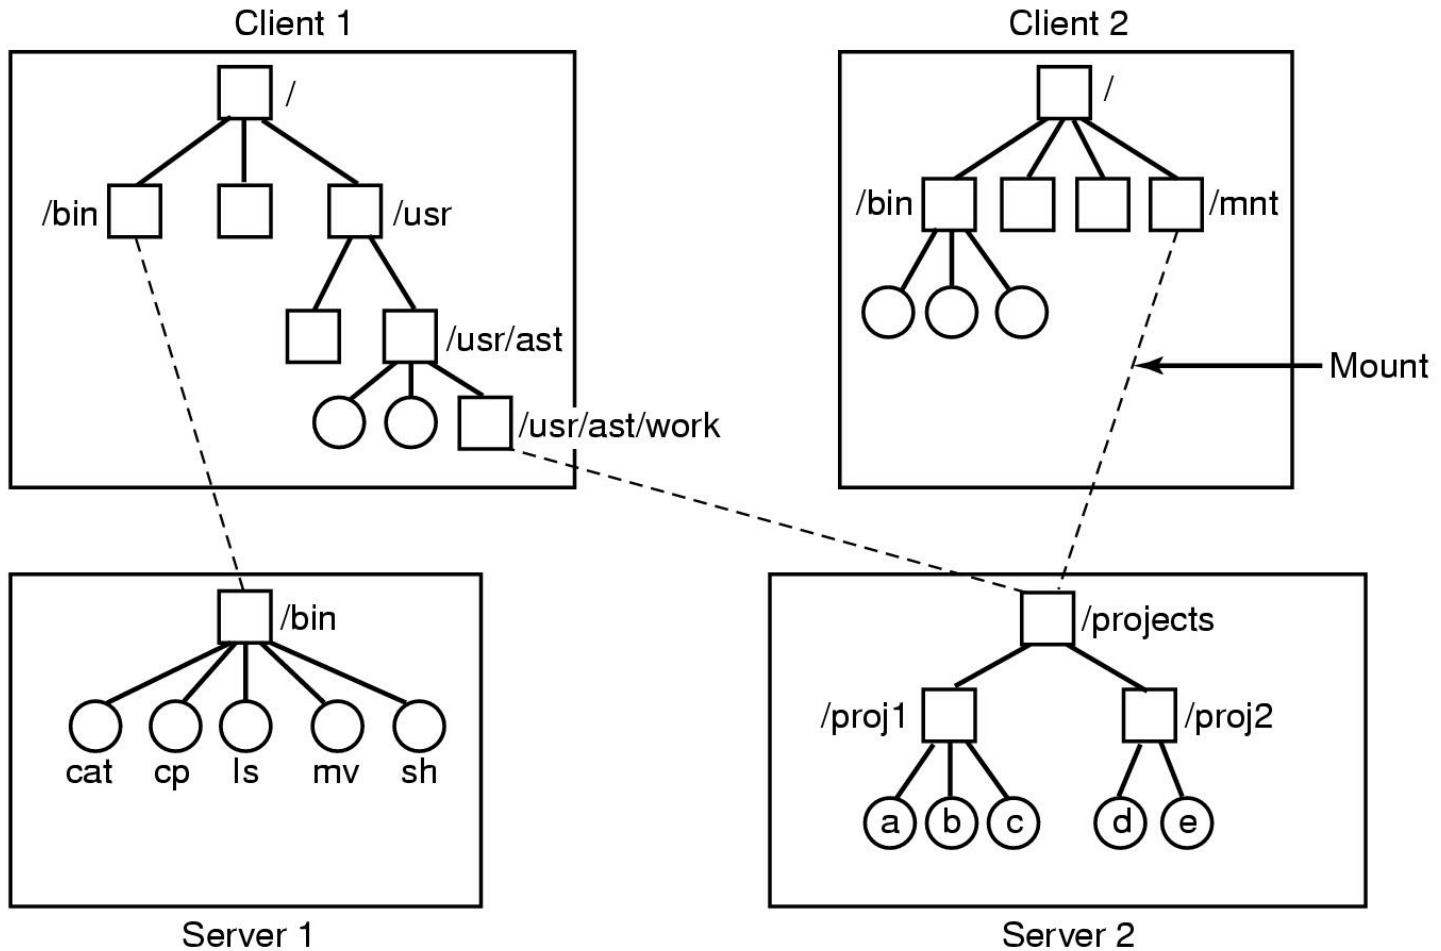 Client 1
Client 2
/
/
/bin
/usr
/bin
/mnt
/usr/ast
Mount
/usr/ast/work
/bin
/projects
/proj1
/proj2
cat cp ls mv sh
a b c d e
Server 1
Server 2